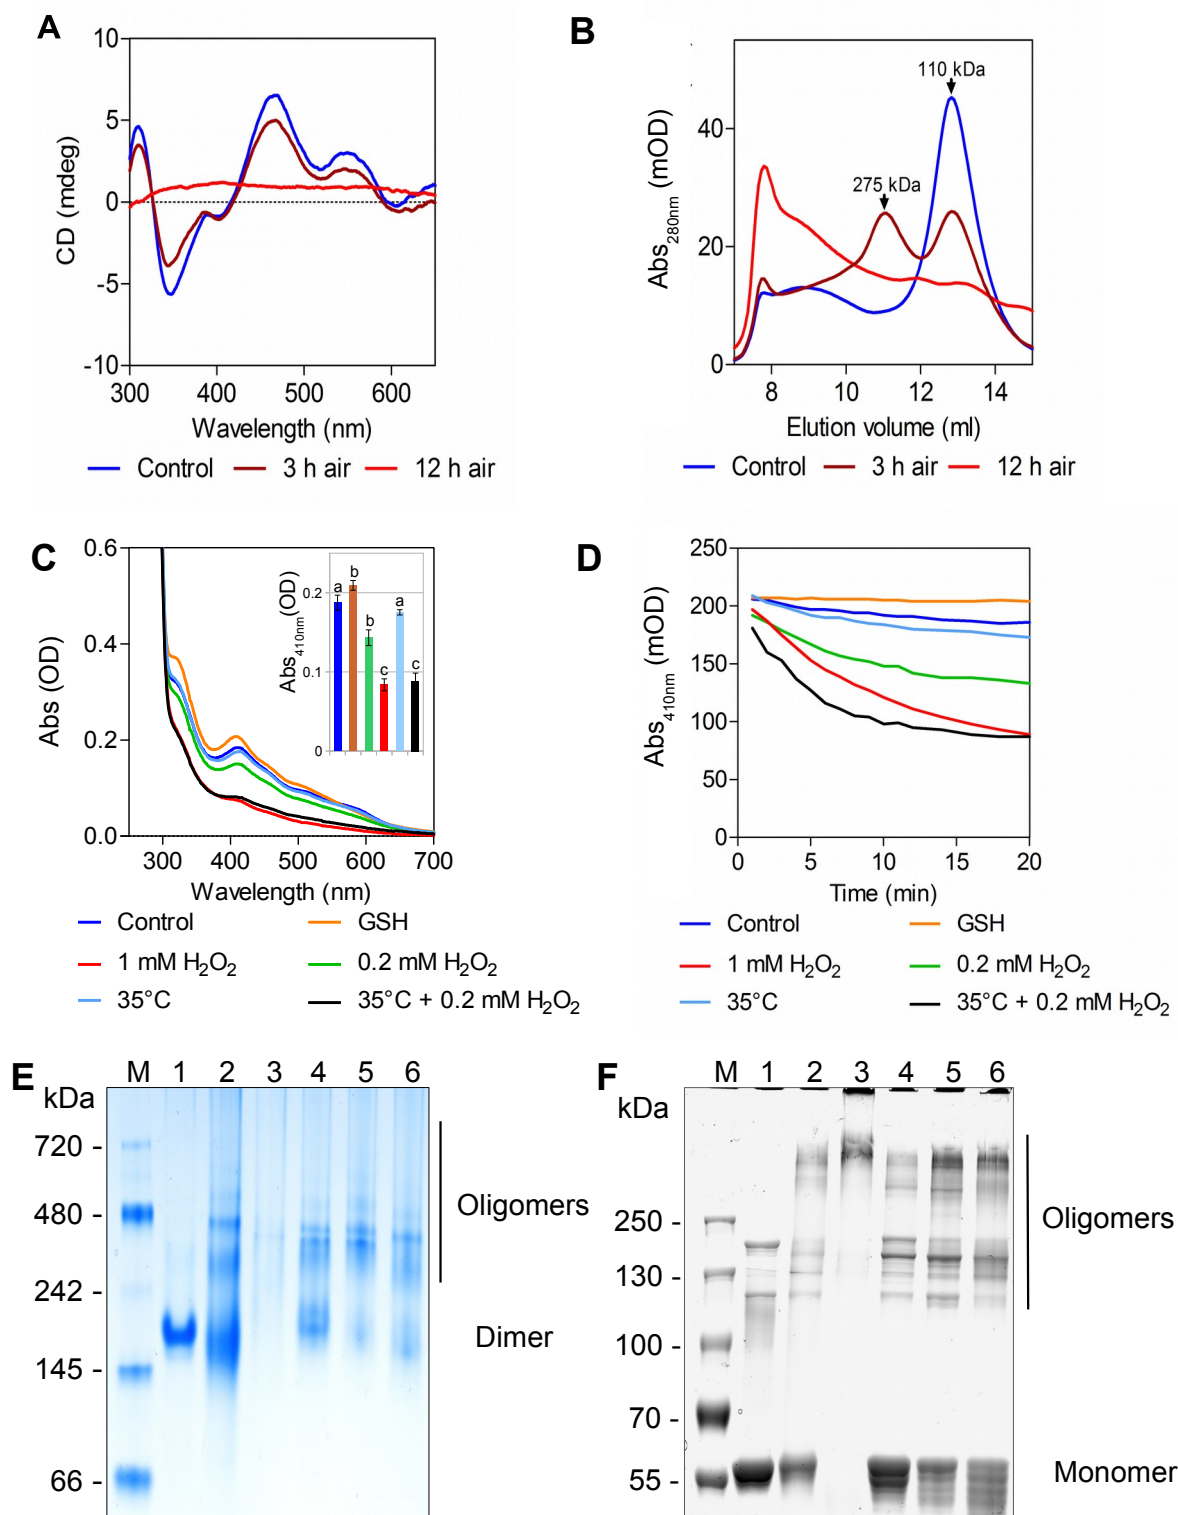 A
10
5
0
-5
-10
CD (mdeg)
300 400 500 600
Wavelength (nm)
Control 3 h air 12 h air
B
110 kDa
275 kDa
40
20
0
Abs280nm (mOD)
8 10 12 14
Elution volume (ml)
Control 3 h air 12 h air
C
0.6
0.4
0.2
0.0
Abs (OD)
Abs410nm (OD)
0.2
0.1
0
a b b c a c
300 400 500 600 700
Wavelength (nm)
Control GSH
1 mM H2O2 0.2 mM H2O2
35°C 35°C + 0.2 mM H2O2
D
250
200
150
100
50
0
Abs410nm (mOD)
0 5 10 15 20
Time (min)
Control GSH
1 mM H2O2 0.2 mM H2O2
35°C 35°C + 0.2 mM H2O2
E
M 1 2 3 4 5 6
kDa
720 -
480 -
242 -
145 -
66 -
Oligomers
Dimer
F
M 1 2 3 4 5 6
kDa
250 -
130 -
100 -
70 -
55 -
Oligomers
Monomer